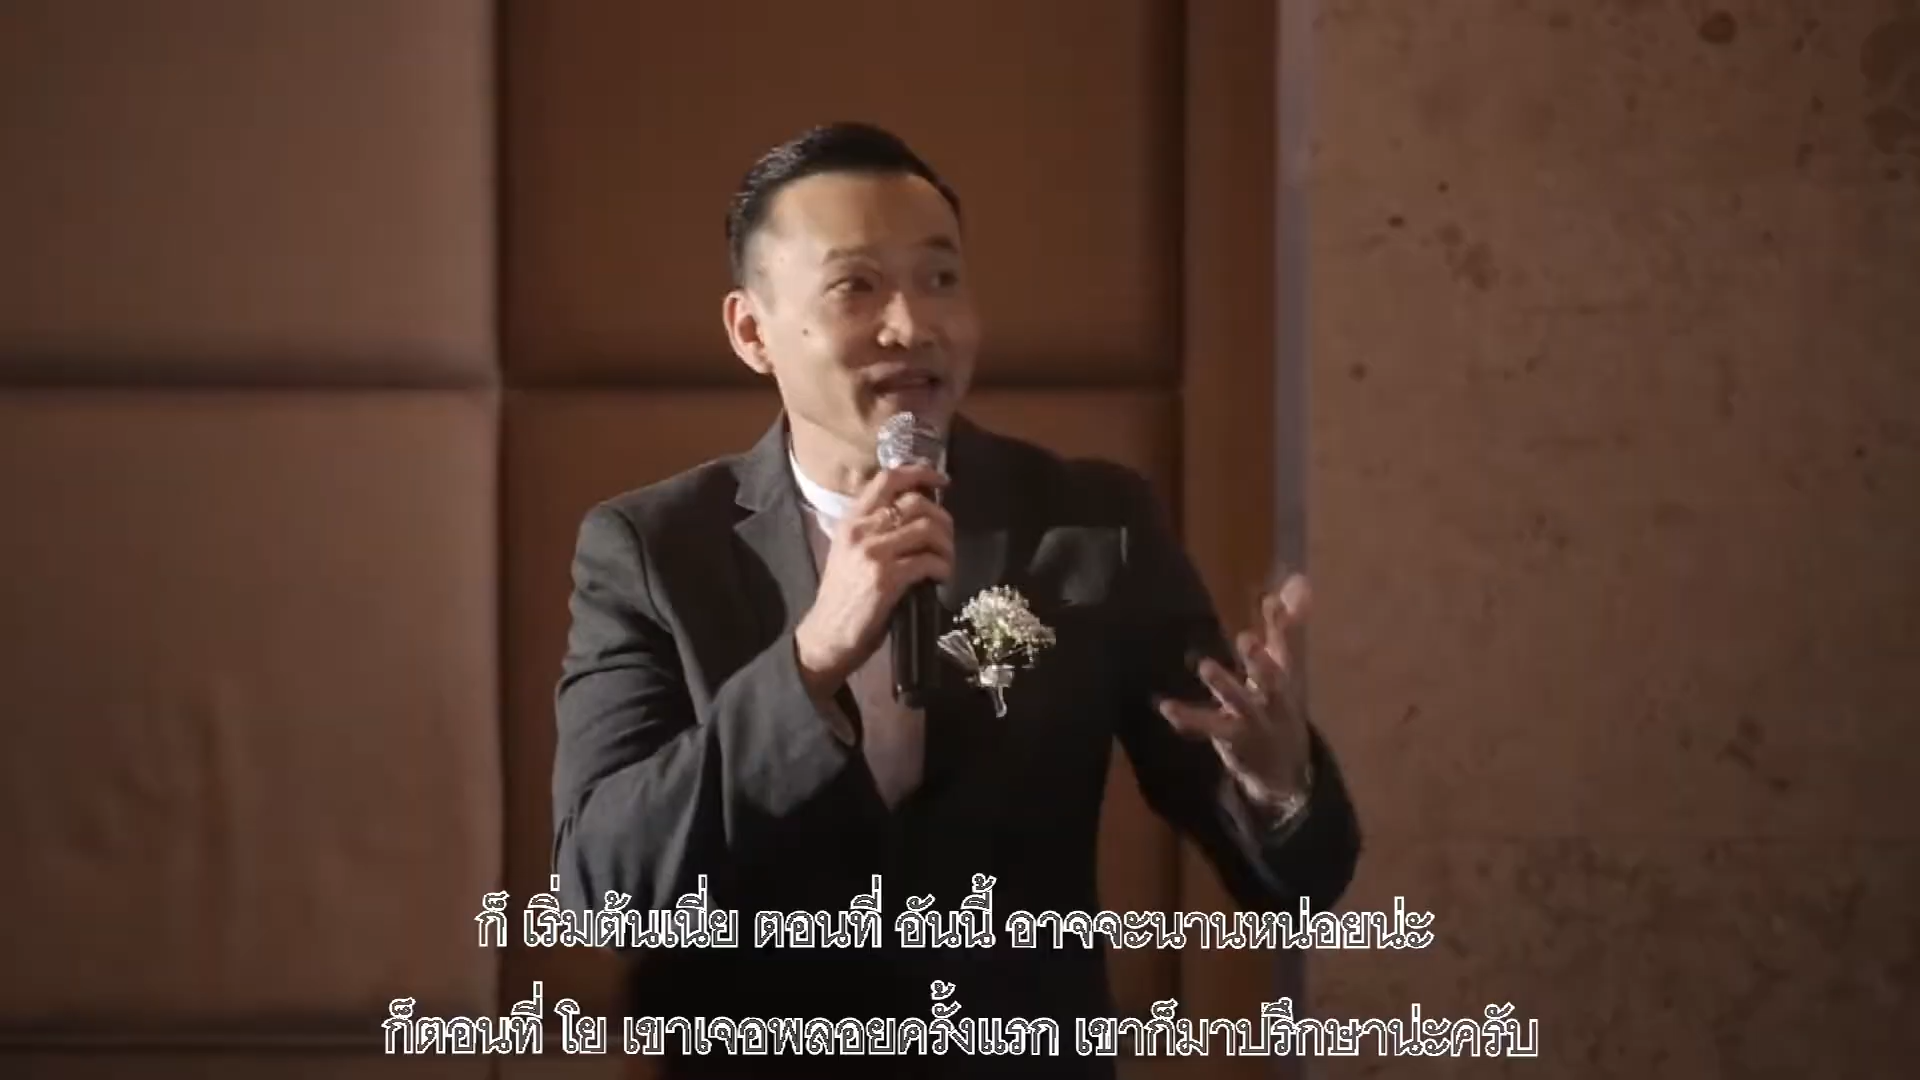 ก็ เริ่มต้นเนี่ย ตอนที่ อันนี้ อาจจะนานหน่อยน่ะ
ก็ตอนที่ โย เขาเจอพลอยครั้งแรก เขาก็มาปรึกษาน่ะครับ